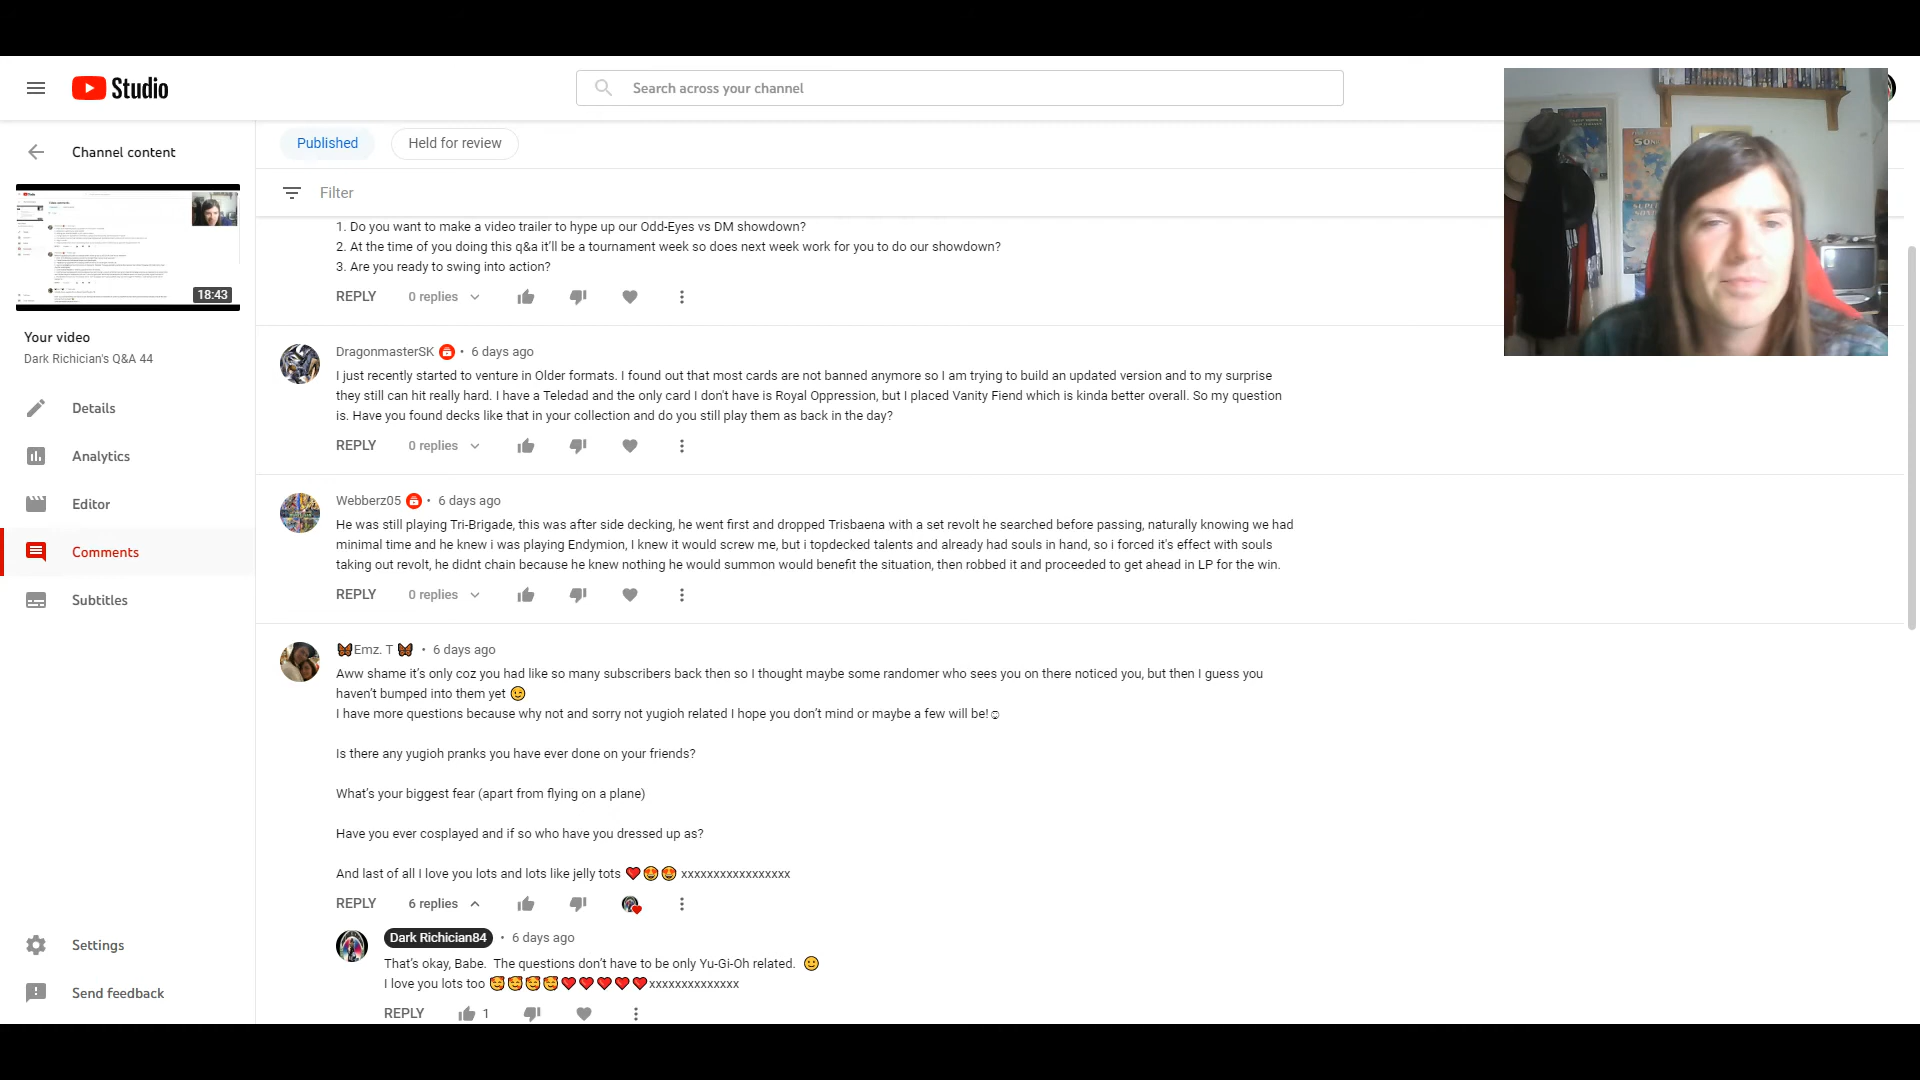 Studio
Search across your channel
Channel content
18:43
Your video
Dark Richician's Q&A 44
Details
Analytics
Editor
Comments
Subtitles
Settings
Send feedback
Published
Held for review
Filter
1. Do you want to make a video trailer to hype up our Odd-Eyes vs DM showdown?
2. At the time of you doing this q&a it’ll be a tournament week so does next week work for you to do our showdown?
3. Are you ready to swing into action?
REPLY 0 replies
DragonmasterSK • 6 days ago
I just recently started to venture in Older formats. I found out that most cards are not banned anymore so I am trying to build an updated version and to my surprise
they still can hit really hard. I have a Teledad and the only card I don't have is Royal Oppression, but I placed Vanity Fiend which is kinda better overall. So my question
is. Have you found decks like that in your collection and do you still play them as back in the day?
REPLY 0 replies
Webberz05 • 6 days ago
He was still playing Tri-Brigade, this was after side decking, he went first and dropped Trisbaena with a set revolt he searched before passing, naturally knowing we had
minimal time and he knew i was playing Endymion, I knew it would screw me, but i topdecked talents and already had souls in hand, so i forced it's effect with souls
taking out revolt, he didnt chain because he knew nothing he would summon would benefit the situation, then robbed it and proceeded to get ahead in LP for the win.
REPLY 0 replies
🦋Emz. T 🦋 • 6 days ago
Aww shame it’s only coz you had like so many subscribers back then so I thought maybe some randomer who sees you on there noticed you, but then I guess you
haven’t bumped into them yet 😉
I have more questions because why not and sorry not yugioh related I hope you don’t mind or maybe a few will be!☺
Is there any yugioh pranks you have ever done on your friends?
What’s your biggest fear (apart from flying on a plane)
Have you ever cosplayed and if so who have you dressed up as?
And last of all I love you lots and lots like jelly tots ❤️😍😍 xxxxxxxxxxxxxxxxx
REPLY 6 replies
Dark Richician84 • 6 days ago
That’s okay, Babe. The questions don’t have to be only Yu-Gi-Oh related. 🙂
I love you lots too 🥰🥰🥰🥰❤️❤️❤️❤️❤️xxxxxxxxxxxxxx
REPLY 1